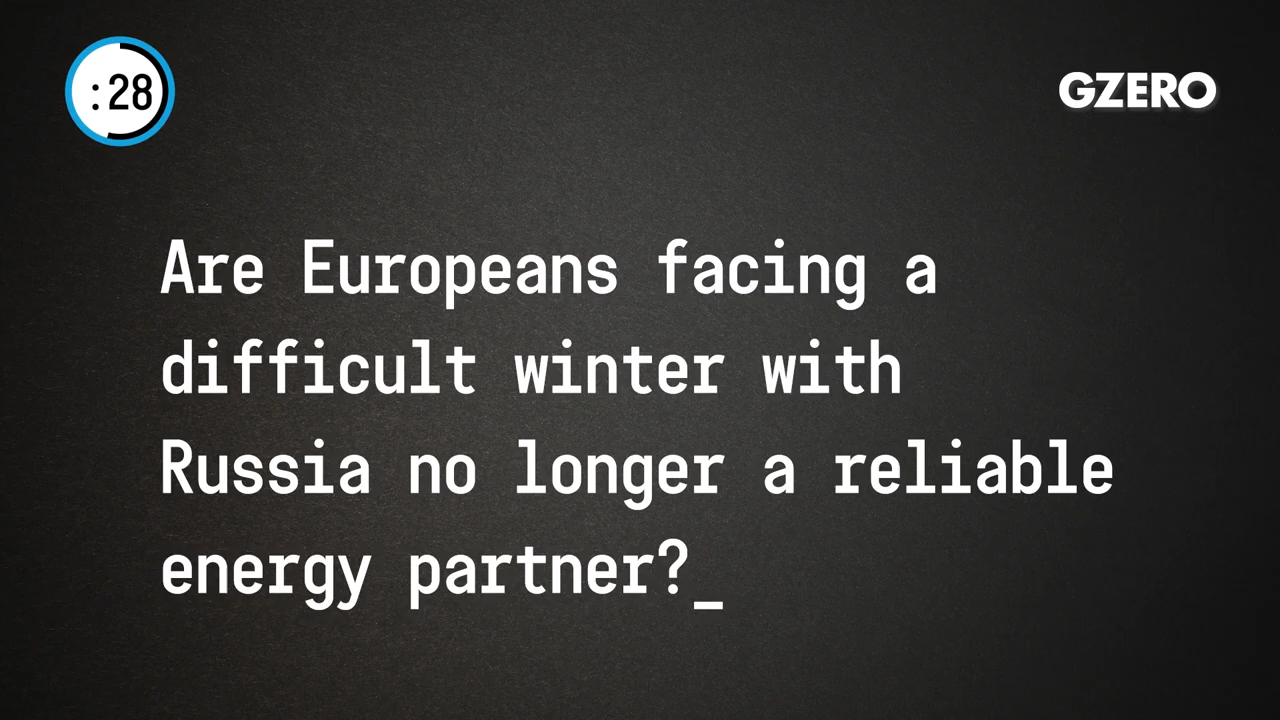 :28
GZERO
Are Europeans facing a
difficult winter with
Russia no longer a reliable
energy partner?_